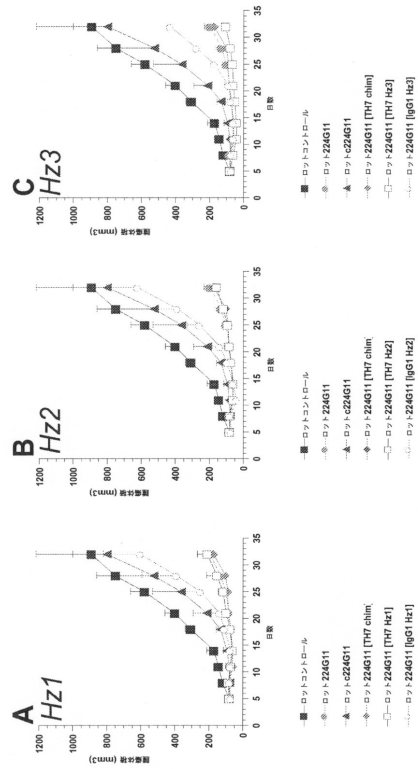 A
Hz1
1200
1000
800
600
400
200
0
腫瘍体積 (mm3)
0 5 10 15 20 25 30 35
日数
ロットコントロール
ロット224G11
ロットc224G11
ロット224G11 [TH7 chim]
ロット224G11 [TH7 Hz1]
ロット224G11 [IgG1 Hz1]
B
Hz2
1200
1000
800
600
400
200
0
腫瘍体積 (mm3)
0 5 10 15 20 25 30 35
日数
ロットコントロール
ロット224G11
ロットc224G11
ロット224G11 [TH7 chim]
ロット224G11 [TH7 Hz2]
ロット224G11 [IgG1 Hz2]
C
Hz3
1200
1000
800
600
400
200
0
腫瘍体積 (mm3)
0 5 10 15 20 25 30 35
日数
ロットコントロール
ロット224G11
ロットc224G11
ロット224G11 [TH7 chim]
ロット224G11 [TH7 Hz3]
ロット224G11 [IgG1 Hz3]